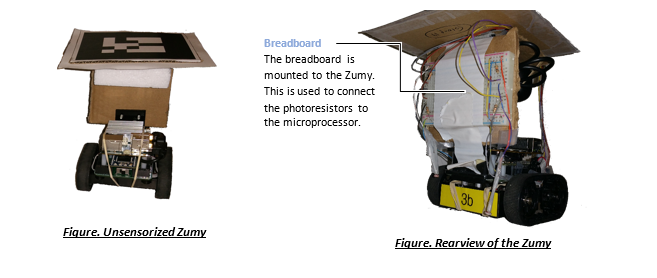 Breadboard
The breadboard is
mounted to the Zumy.
This is used to connect
the photoresistors to
the microprocessor.
3b
Figure. Unsensorized Zumy
Figure. Rearview of the Zumy